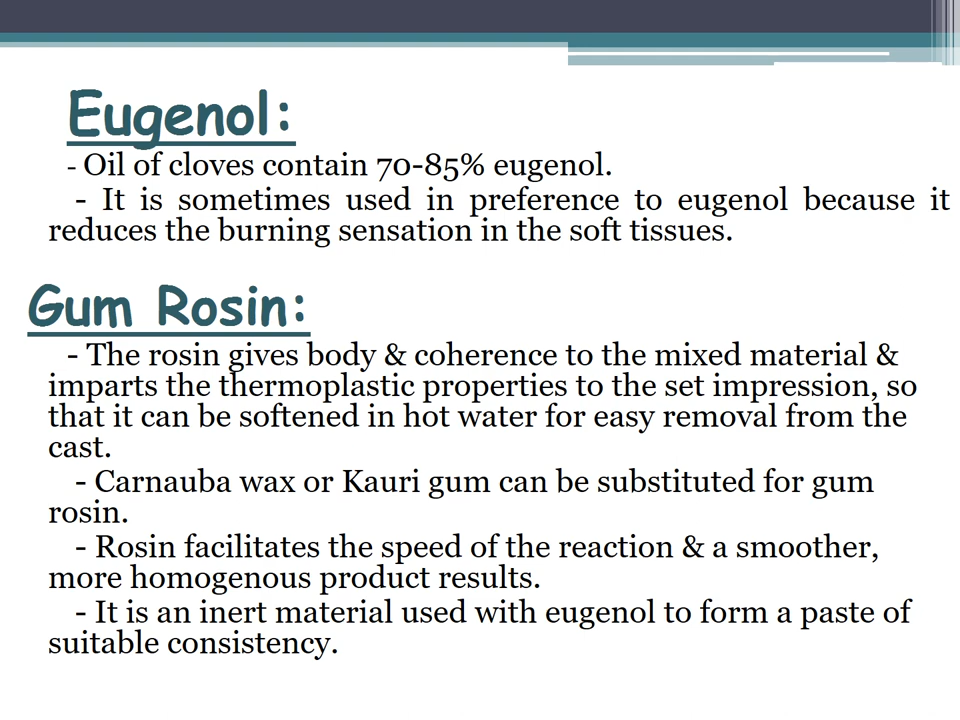 Eugenol:
- Oil of cloves contain 70-85% eugenol.
- It is sometimes used in preference to eugenol because it
reduces the burning sensation in the soft tissues.
Gum Rosin:
- The rosin gives body & coherence to the mixed material &
imparts the thermoplastic properties to the set impression, so
that it can be softened in hot water for easy removal from the
cast.
- Carnauba wax or Kauri gum can be substituted for gum
rosin.
- Rosin facilitates the speed of the reaction & a smoother,
more homogenous product results.
- It is an inert material used with eugenol to form a paste of
suitable consistency.